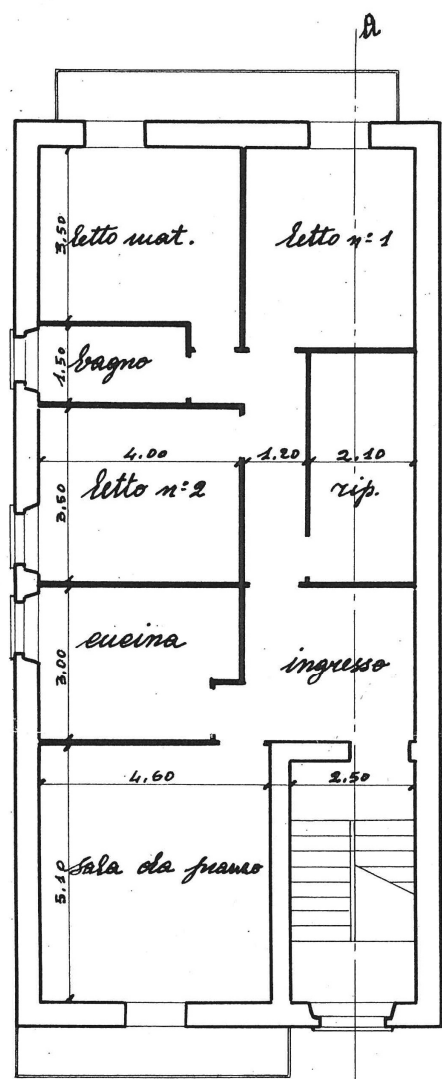 A
3.50
letto mat.
letto n: 1
1.50
bagno
4.00
1.20
2.10
3.50
letto n: 2
rip.
3.00
cucina
ingresso
4.60
2.50
5.10
sala da pranzo